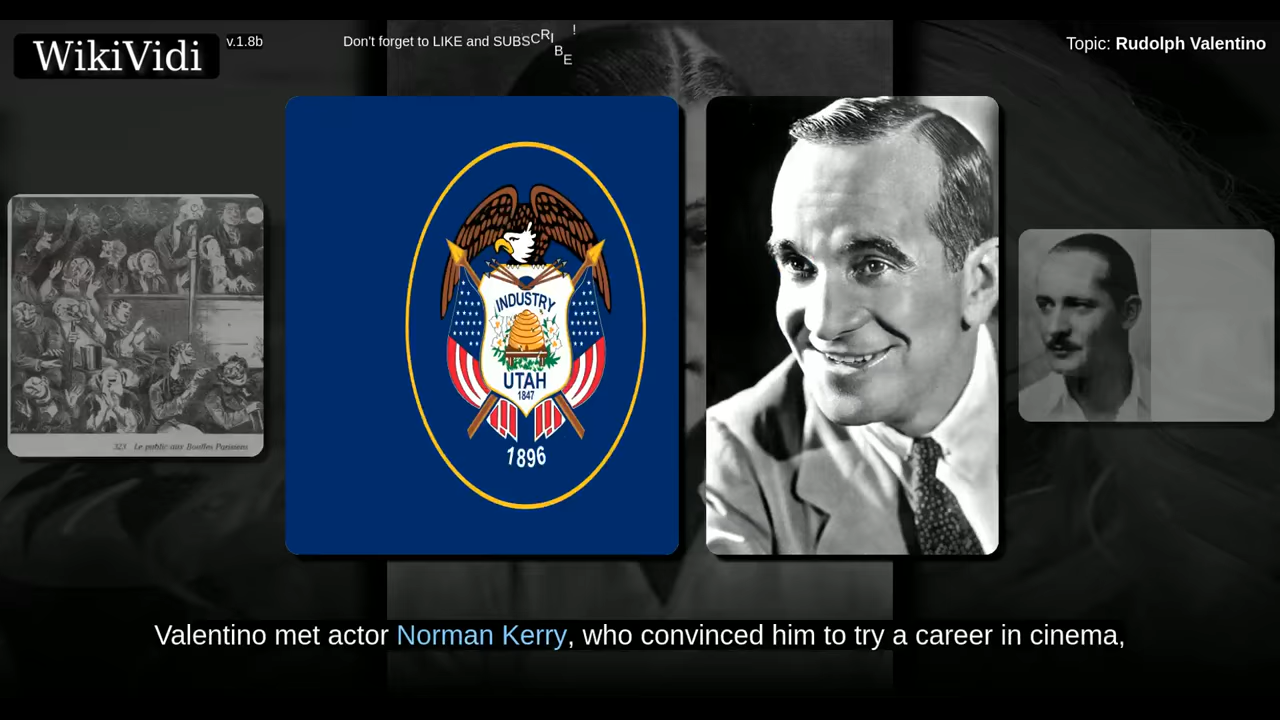 WikiVidi
v.1.8b
Don't forget to LIKE and SUBSCRIBE!
Topic: Rudolph Valentino
INDUSTRY
UTAH
1847
1896
323 Le public aux Bouffes Parisiens
Valentino met actor Norman Kerry, who convinced him to try a career in cinema,